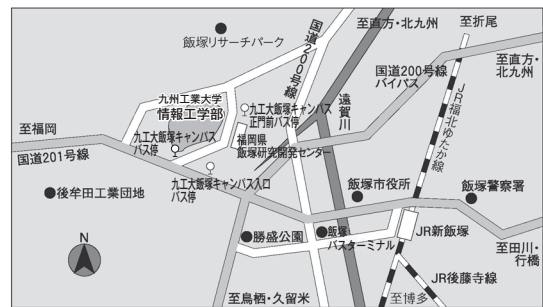 至直方・北九州
至折尾
飯塚リサーチパーク
国道200号線
至直方・
北九州
国道200号線
バイパス
遠賀川
JR福北ゆたか線
九州工業大学
情報工学部
九工大飯塚キャンパス
正門前バス停
至福岡
国道201号線
九工大飯塚キャンパス
バス停
福岡県
飯塚研究開発センター
九工大飯塚キャンパス入口
バス停
後牟田工業団地
飯塚市役所
飯塚警察署
N
勝盛公園
飯塚
バスターミナル
JR新飯塚
至田川・
行橋
JR後藤寺線
至鳥栖・久留米
至博多